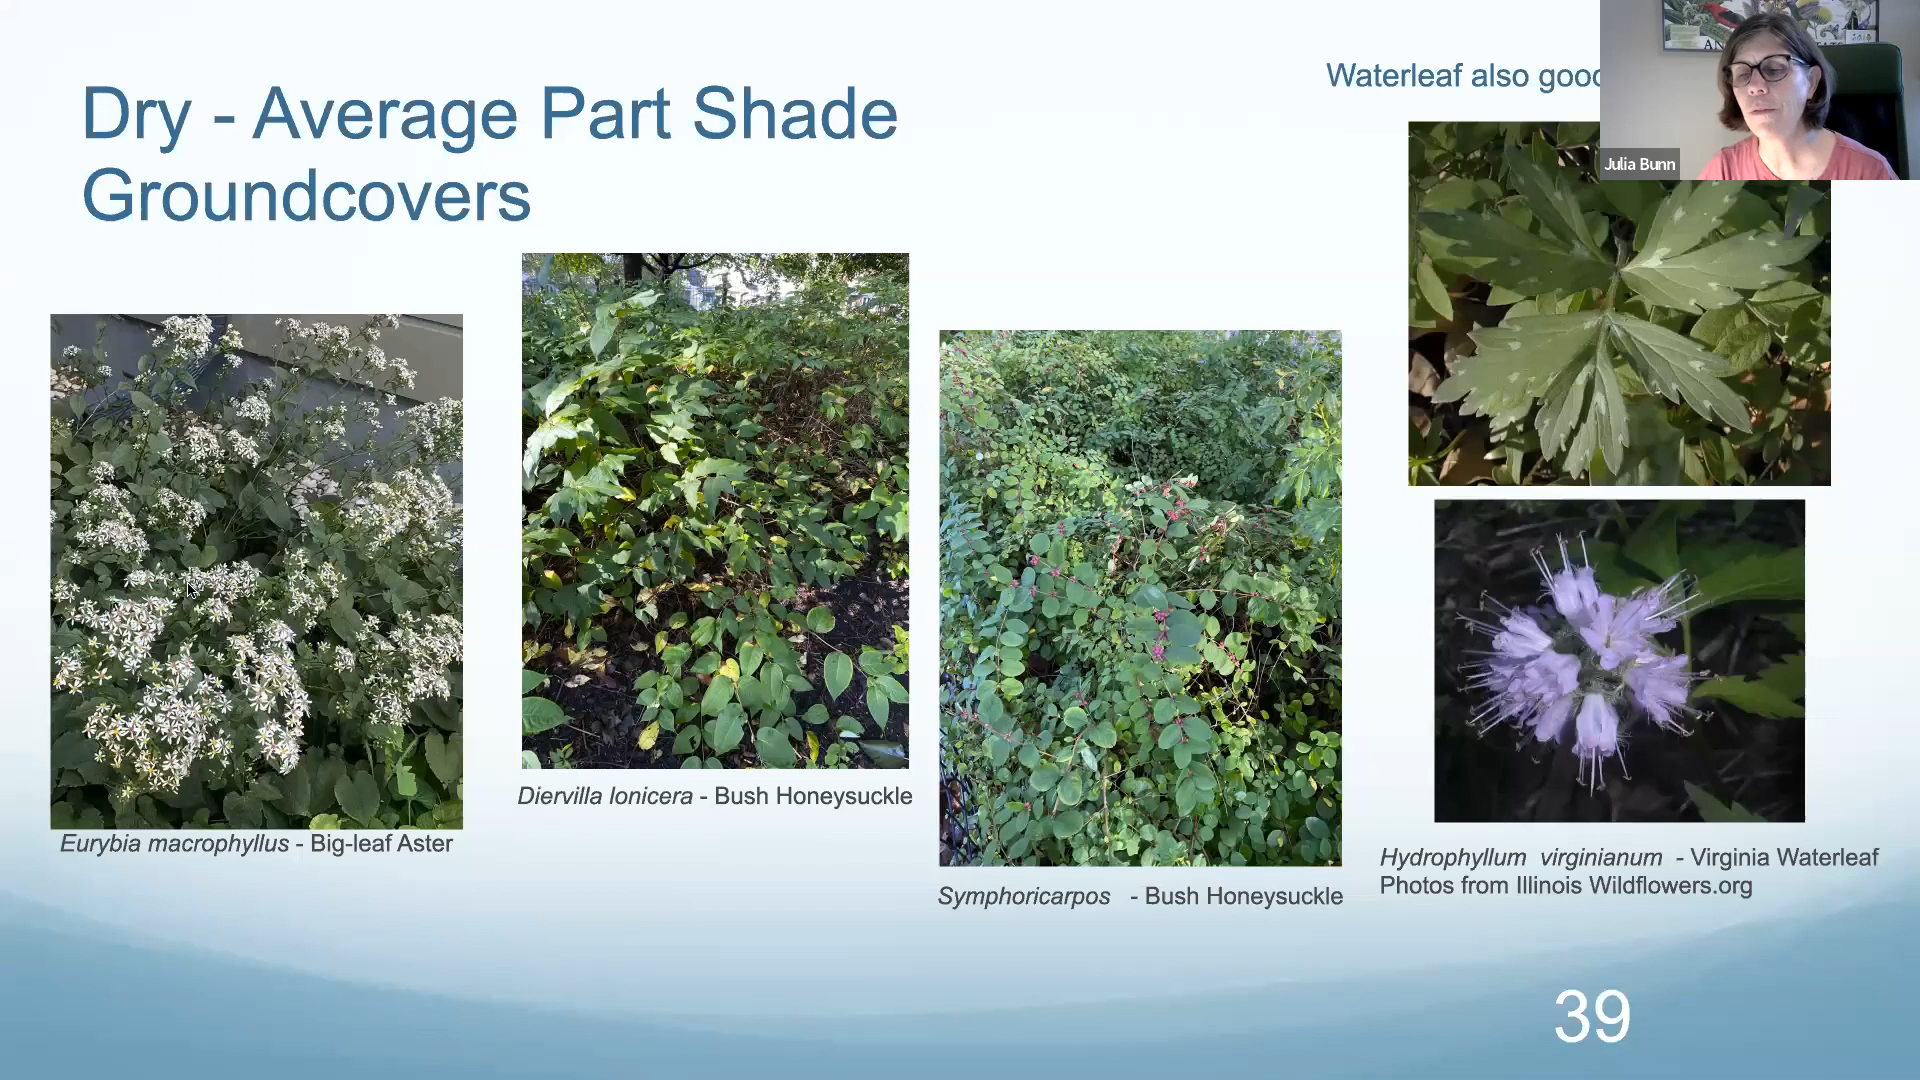 Dry - Average Part Shade
Groundcovers
Waterleaf also good
Julia Bunn
Eurybia macrophyllus - Big-leaf Aster
Diervilla lonicera - Bush Honeysuckle
Symphoricarpos - Bush Honeysuckle
Hydrophyllum virginianum - Virginia Waterleaf
Photos from Illinois Wildflowers.org
39